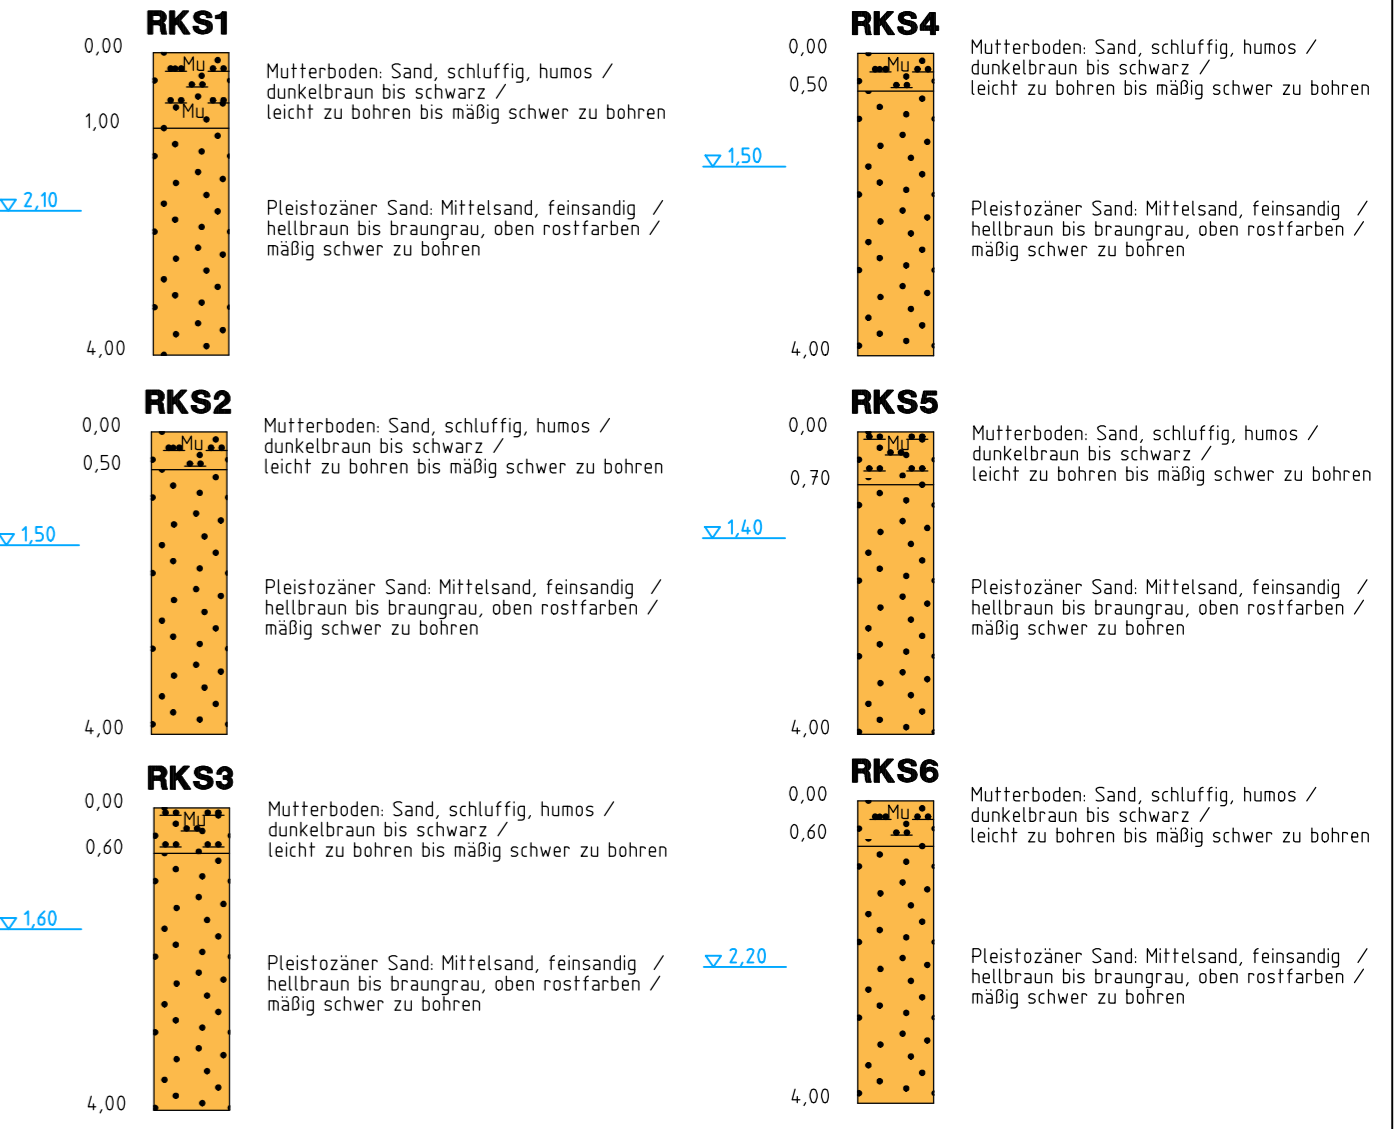 RKS1
0,00
Mu
Mutterboden: Sand, schluffig, humos /
dunkelbraun bis schwarz /
leicht zu bohren bis mäßig schwer zu bohren
Mu
1,00
2,10
Pleistozäner Sand: Mittelsand, feinsandig /
hellbraun bis braungrau, oben rostfarben /
mäßig schwer zu bohren
4,00
RKS2
0,00
Mu
Mutterboden: Sand, schluffig, humos /
dunkelbraun bis schwarz /
leicht zu bohren bis mäßig schwer zu bohren
0,50
1,50
Pleistozäner Sand: Mittelsand, feinsandig /
hellbraun bis braungrau, oben rostfarben /
mäßig schwer zu bohren
4,00
RKS3
0,00
Mu
Mutterboden: Sand, schluffig, humos /
dunkelbraun bis schwarz /
leicht zu bohren bis mäßig schwer zu bohren
0,60
1,60
Pleistozäner Sand: Mittelsand, feinsandig /
hellbraun bis braungrau, oben rostfarben /
mäßig schwer zu bohren
4,00
RKS4
0,00
Mu
Mutterboden: Sand, schluffig, humos /
dunkelbraun bis schwarz /
leicht zu bohren bis mäßig schwer zu bohren
0,50
1,50
Pleistozäner Sand: Mittelsand, feinsandig /
hellbraun bis braungrau, oben rostfarben /
mäßig schwer zu bohren
4,00
RKS5
0,00
Mu
Mutterboden: Sand, schluffig, humos /
dunkelbraun bis schwarz /
leicht zu bohren bis mäßig schwer zu bohren
0,70
1,40
Pleistozäner Sand: Mittelsand, feinsandig /
hellbraun bis braungrau, oben rostfarben /
mäßig schwer zu bohren
4,00
RKS6
0,00
Mu
Mutterboden: Sand, schluffig, humos /
dunkelbraun bis schwarz /
leicht zu bohren bis mäßig schwer zu bohren
0,60
2,20
Pleistozäner Sand: Mittelsand, feinsandig /
hellbraun bis braungrau, oben rostfarben /
mäßig schwer zu bohren
4,00